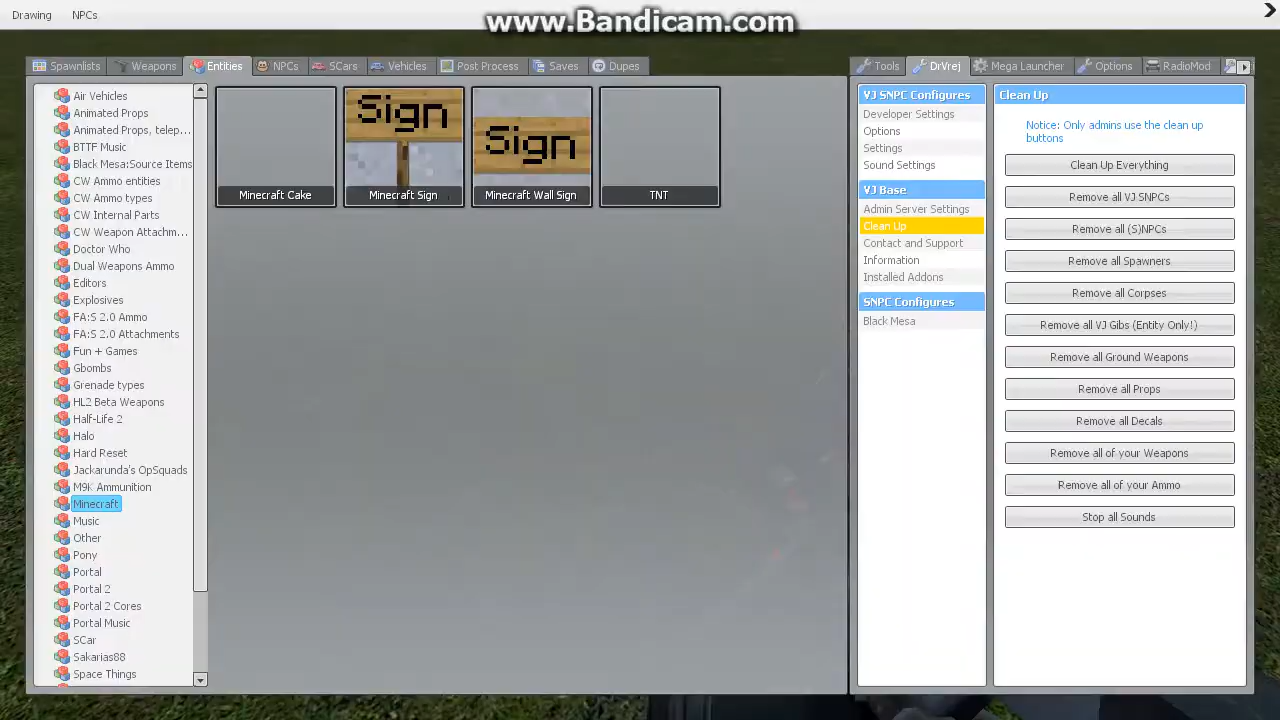 Drawing
NPCs
www.Bandicam.com
Spawnlists
Weapons
Entities
NPCs
SCars
Vehicles
Post Process
Saves
Dupes
Tools
DrVrej
Mega Launcher
Options
RadioMod
Air Vehicles
Animated Props
Animated Props, telep...
BTTF Music
Black Mesa:Source Items
CW Ammo entities
CW Ammo types
CW Internal Parts
CW Weapon Attachm...
Doctor Who
Dual Weapons Ammo
Editors
Explosives
FA:S 2.0 Ammo
FA:S 2.0 Attachments
Fun + Games
Gbombs
Grenade types
HL2 Beta Weapons
Half-Life 2
Halo
Hard Reset
Jackarunda's OpSquads
M9K Ammunition
Minecraft
Music
Other
Pony
Portal
Portal 2
Portal 2 Cores
Portal Music
SCar
Sakarias88
Space Things
Minecraft Cake
Sign
Minecraft Sign
Sign
Minecraft Wall Sign
TNT
VJ SNPC Configures
Developer Settings
Options
Settings
Sound Settings
VJ Base
Admin Server Settings
Clean Up
Contact and Support
Information
Installed Addons
SNPC Configures
Black Mesa
Clean Up
Notice: Only admins use the clean up
buttons
Clean Up Everything
Remove all VJ SNPCs
Remove all (S)NPCs
Remove all Spawners
Remove all Corpses
Remove all VJ Gibs (Entity Only!)
Remove all Ground Weapons
Remove all Props
Remove all Decals
Remove all of your Weapons
Remove all of your Ammo
Stop all Sounds